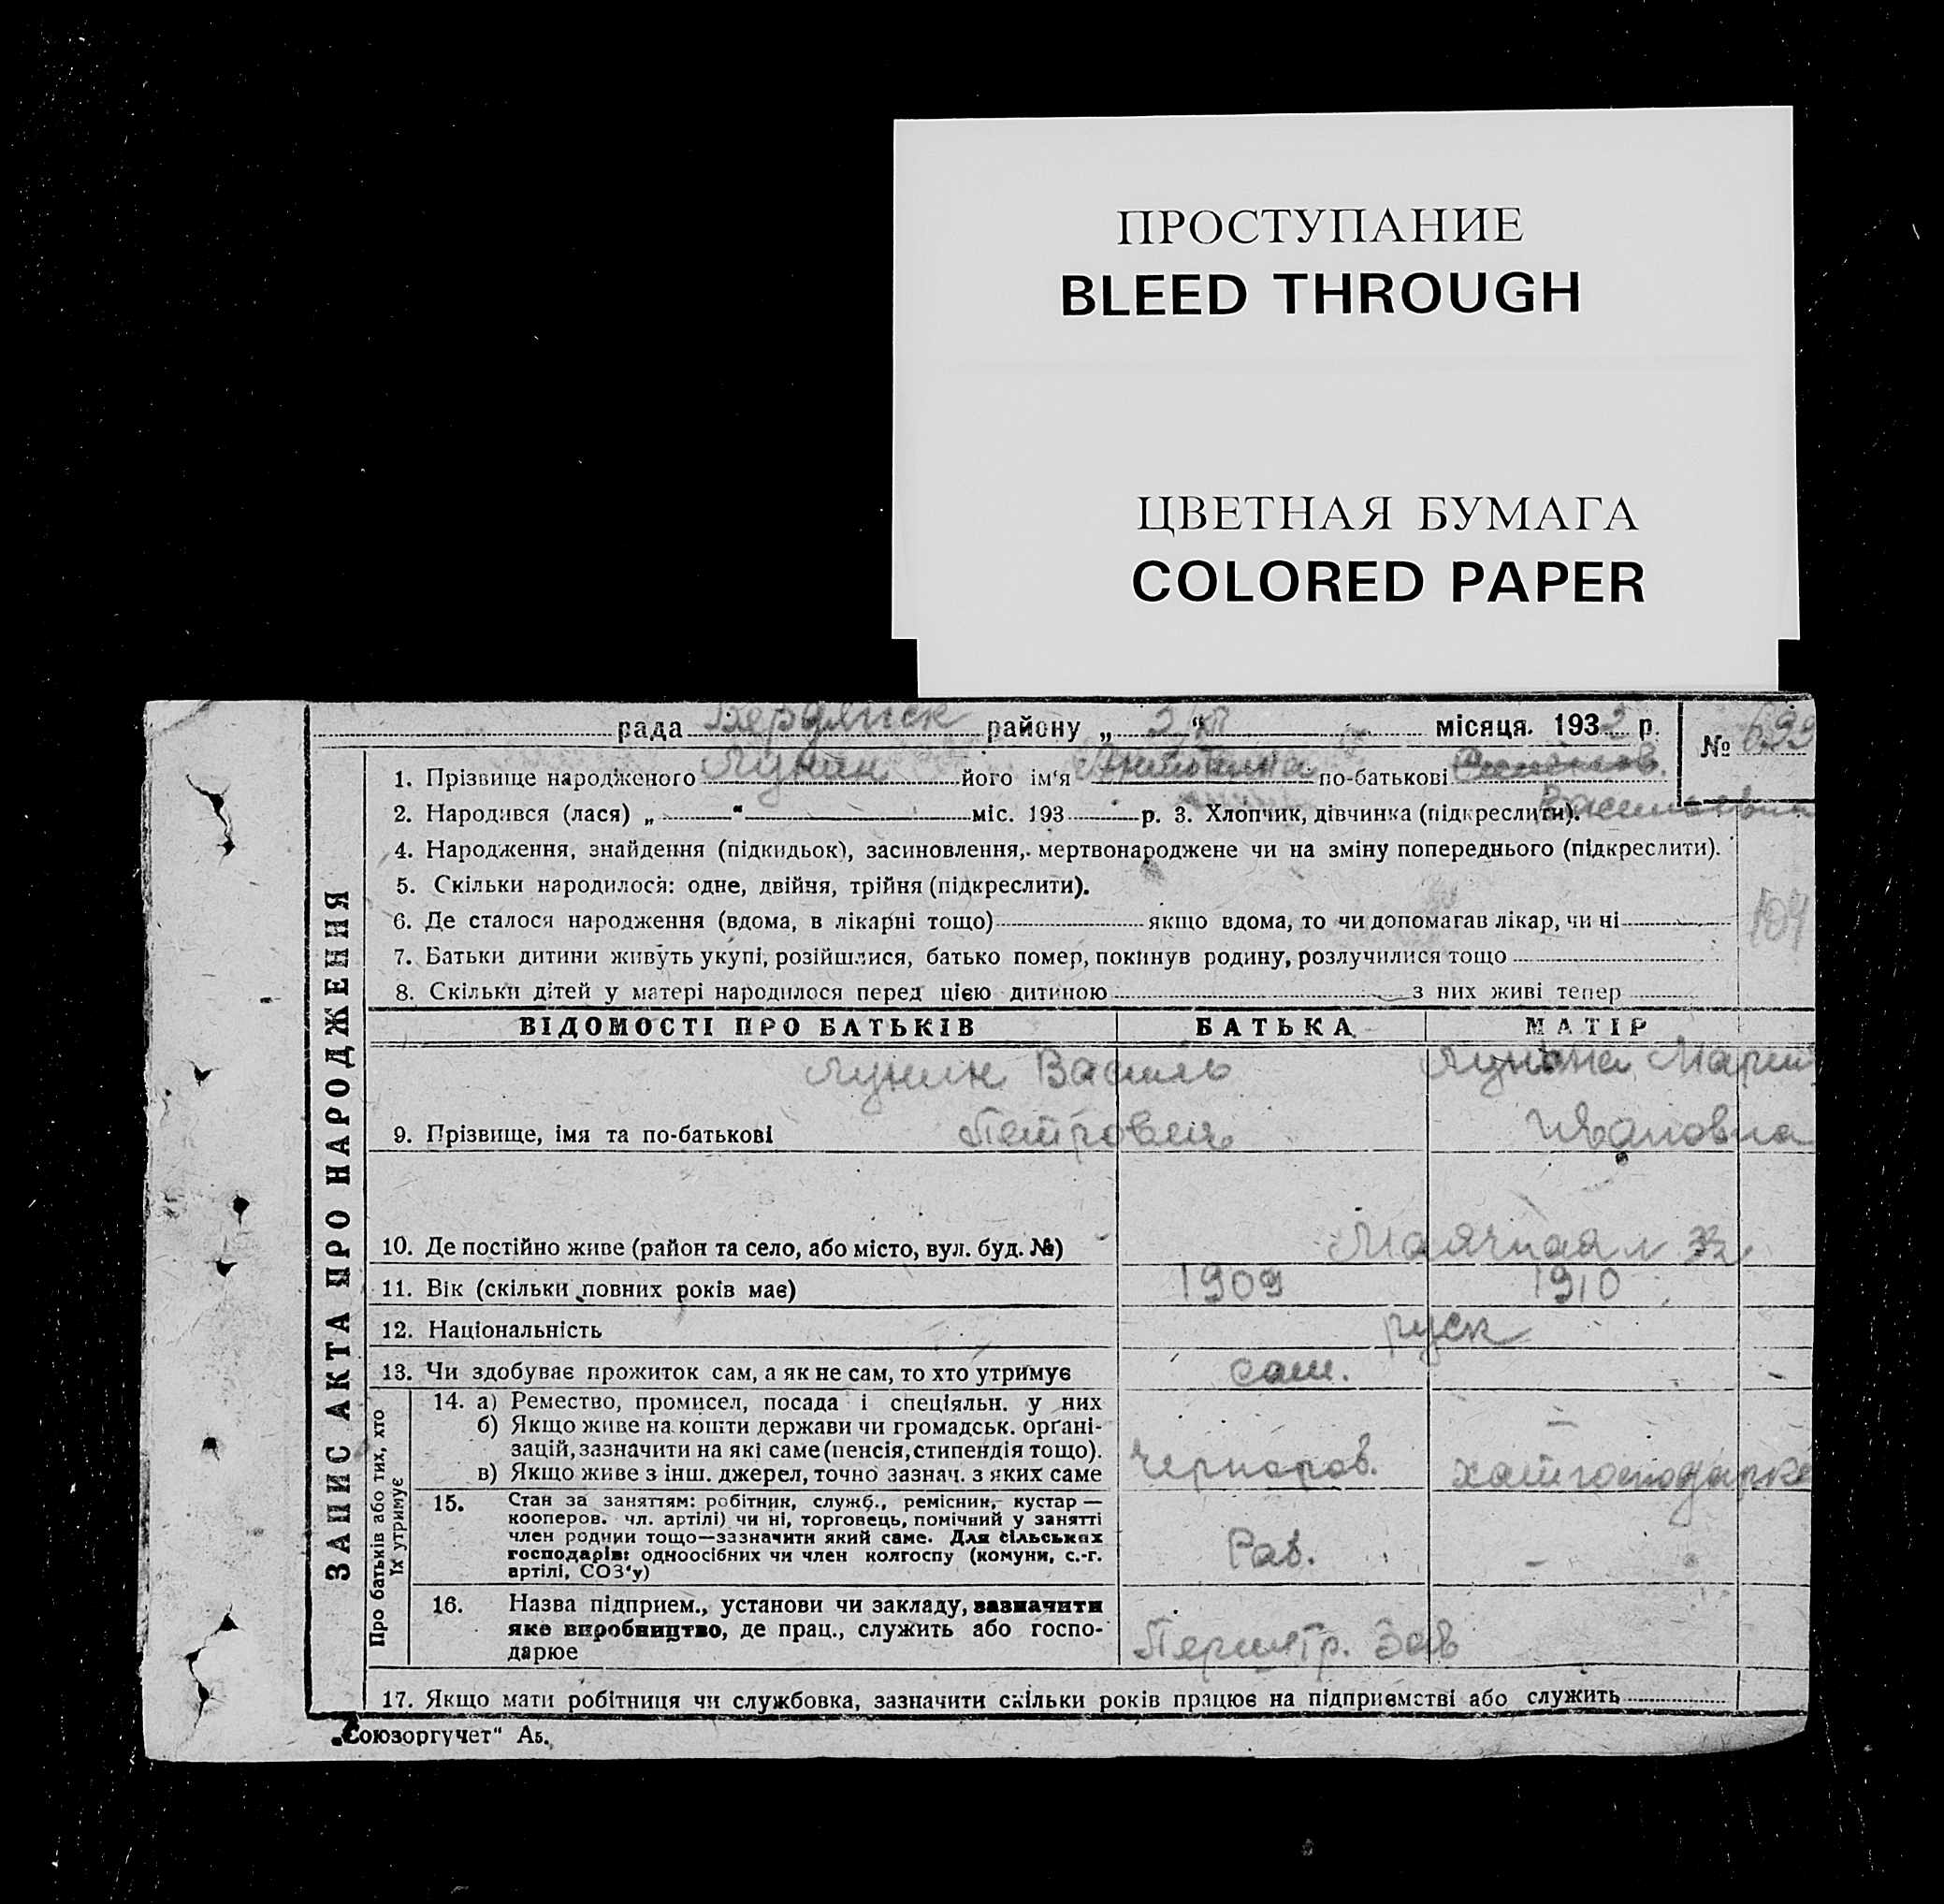 ПРОСТУПАНИЕ
BLEED THROUGH
ЦВЕТНАЯ БУМАГА
COLORED PAPER
рада Бердянск району „ 3 “ місяця 193 р. №
1. Прізвище народженого Лунин його ім'я по-батькові
2. Народився (лася) „ “ міс. 193 р. 3. Хлопчик, дівчинка (підкреслити).
4. Народження, знайдення (підкидьок), засиновлення, мертвонароджене чи на зміну попереднього (підкреслити).
5. Скільки народилося: одне, двійня, трійня (підкреслити).
6. Де сталося народження (вдома, в лікарні тощо) якщо вдома, то чи допомагав лікар, чи ні
104
7. Батьки дитини живуть укупі, розійшлися, батько помер, покинув родину, розлучилися тощо
8. Скільки дітей у матері народилося перед цією дитиною з них живі тепер
ЗАПИС АКТА ПРО НАРОДЖЕННЯ
ВІДОМОСТІ ПРО БАТЬКІВ БАТЬКА МАТІР
Лунин Василь Лунина Мария
9. Прізвище, імя та по-батькові Петрович Ивановна
10. Де постійно живе (район та село, або місто, вул. буд. №) Маячная
11. Вік (скільки повних років має) 1909 1910
12. Національність руск
13. Чи здобуває прожиток сам, а як не сам, то хто утримує сам. -
Про батьків або тих, хто
їх утримує
14. а) Ремество, промисел, посада і спеціяльн. у них —
б) Якщо живе на кошти держави чи громадськ. орґані-
зацій, зазначити на які саме (пенсія, стипендія тощо).
в) Якщо живе з інш. джерел, точно зазнач. з яких саме Чернораб.
15. Стан за заняттям: робітник, служб., ремісник, кустар —
кооперов. чл. артілі) чи ні, торговець, помічний у занятті
член родини тощо—зазначити який саме. Для сільських
господарів: одноосібних чи член колгоспу (комуни, с.-г. Раб. -
артілі, СОЗ'у)
16. Назва підприєм., установи чи закладу, зазначити
яке виробництво, де прац., служить або госпо-
дарює
17. Якщо мати робітниця чи службовка, зазначити скільки років працює на підприємстві або служить
„Союзоргучет“ Аб.